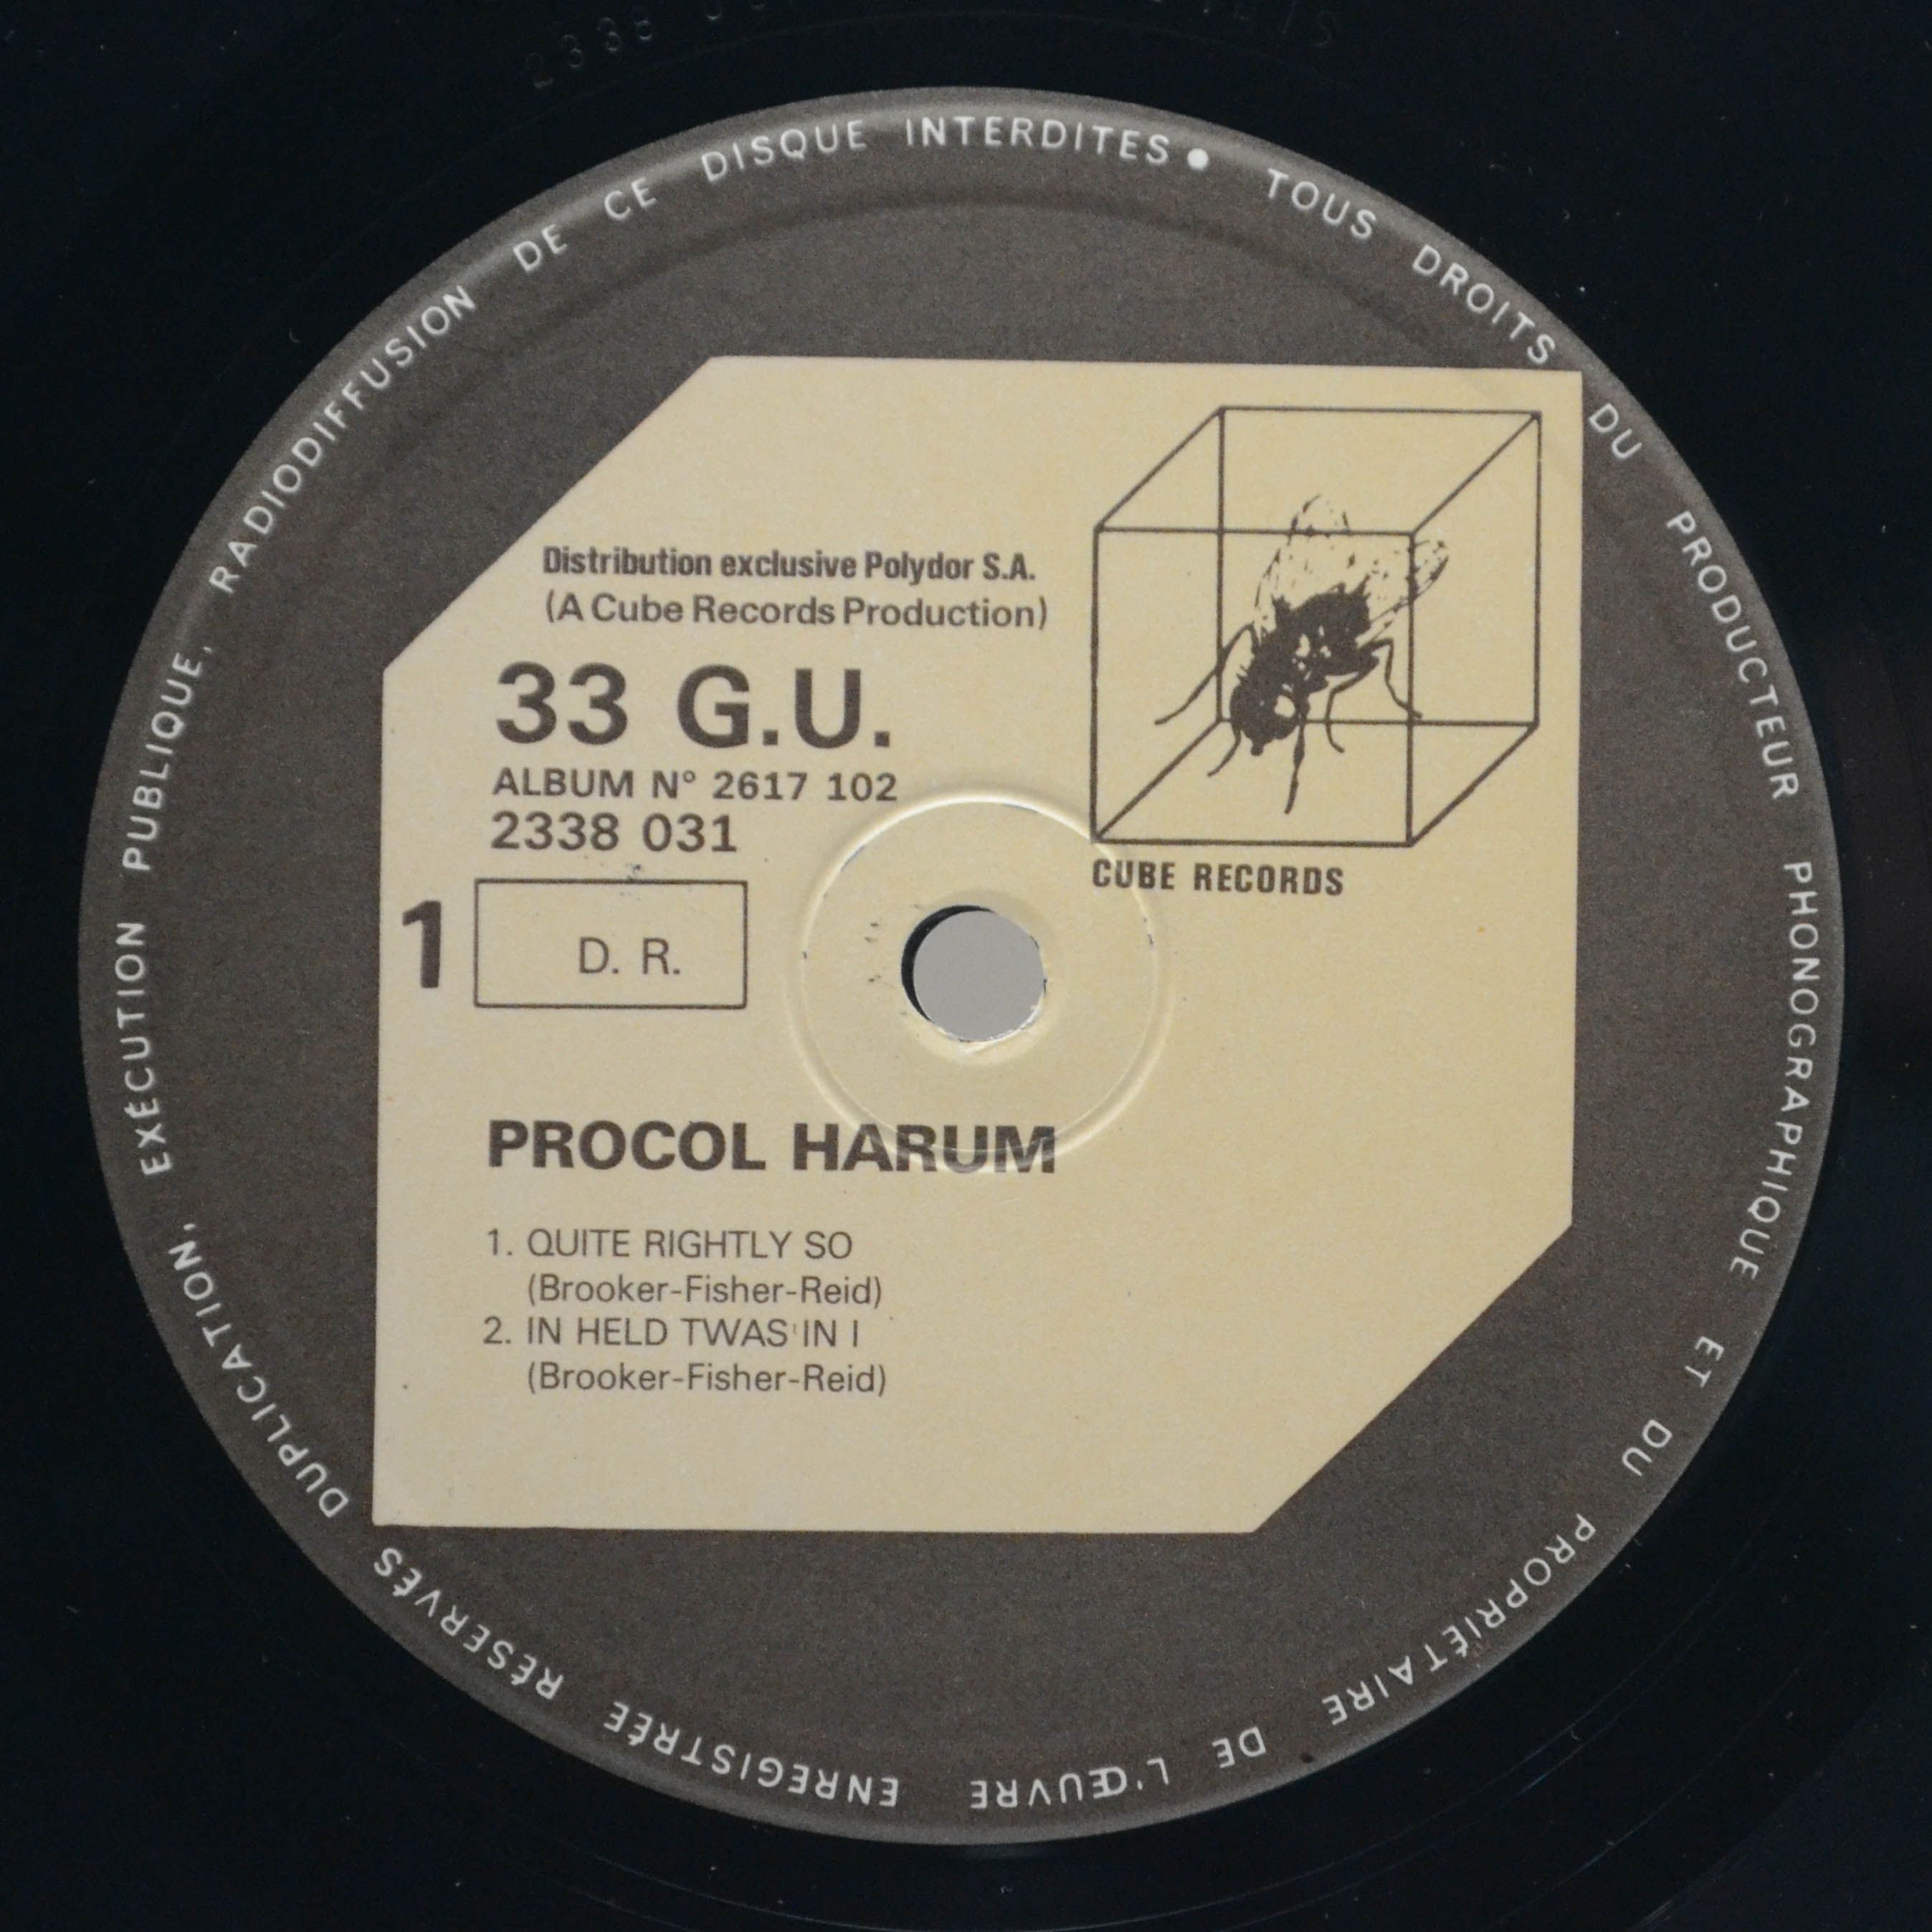 TOUS DROITS DU PRODUCTEUR PHONOGRAPHIQUE ET DU PROPRIÉTAIRE DE L'ŒUVRE ENREGISTRÉE RÉSERVÉS DUPLICATION, EXÉCUTION PUBLIQUE, RADIODIFFUSION DE CE DISQUE INTERDITES •
Distribution exclusive Polydor S.A.
(A Cube Records Production)
33 G.U.
ALBUM N° 2617 102
2338 031
CUBE RECORDS
1
D. R.
PROCOL HARUM
1. QUITE RIGHTLY SO
(Brooker-Fisher-Reid)
2. IN HELD TWAS IN I
(Brooker-Fisher-Reid)